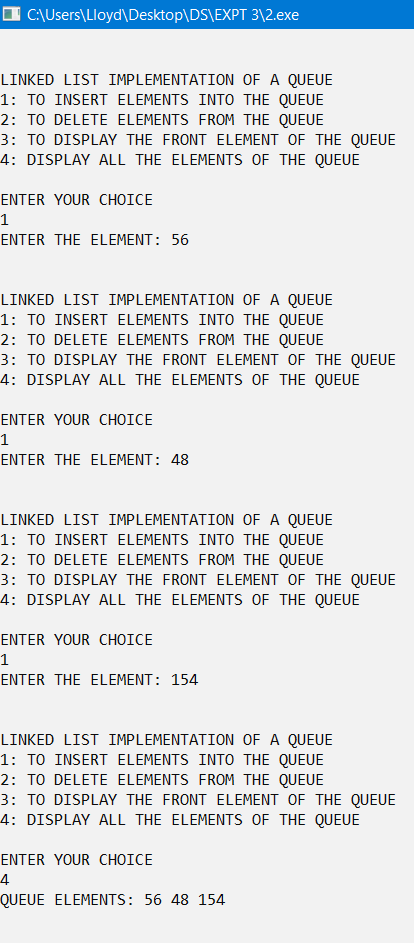 C:\Users\Lloyd\Desktop\DS\EXPT 3\2.exe
LINKED LIST IMPLEMENTATION OF A QUEUE
1: TO INSERT ELEMENTS INTO THE QUEUE
2: TO DELETE ELEMENTS FROM THE QUEUE
3: TO DISPLAY THE FRONT ELEMENT OF THE QUEUE
4: DISPLAY ALL THE ELEMENTS OF THE QUEUE
ENTER YOUR CHOICE
1
ENTER THE ELEMENT: 56
LINKED LIST IMPLEMENTATION OF A QUEUE
1: TO INSERT ELEMENTS INTO THE QUEUE
2: TO DELETE ELEMENTS FROM THE QUEUE
3: TO DISPLAY THE FRONT ELEMENT OF THE QUEUE
4: DISPLAY ALL THE ELEMENTS OF THE QUEUE
ENTER YOUR CHOICE
1
ENTER THE ELEMENT: 48
LINKED LIST IMPLEMENTATION OF A QUEUE
1: TO INSERT ELEMENTS INTO THE QUEUE
2: TO DELETE ELEMENTS FROM THE QUEUE
3: TO DISPLAY THE FRONT ELEMENT OF THE QUEUE
4: DISPLAY ALL THE ELEMENTS OF THE QUEUE
ENTER YOUR CHOICE
1
ENTER THE ELEMENT: 154
LINKED LIST IMPLEMENTATION OF A QUEUE
1: TO INSERT ELEMENTS INTO THE QUEUE
2: TO DELETE ELEMENTS FROM THE QUEUE
3: TO DISPLAY THE FRONT ELEMENT OF THE QUEUE
4: DISPLAY ALL THE ELEMENTS OF THE QUEUE
ENTER YOUR CHOICE
4
QUEUE ELEMENTS: 56 48 154